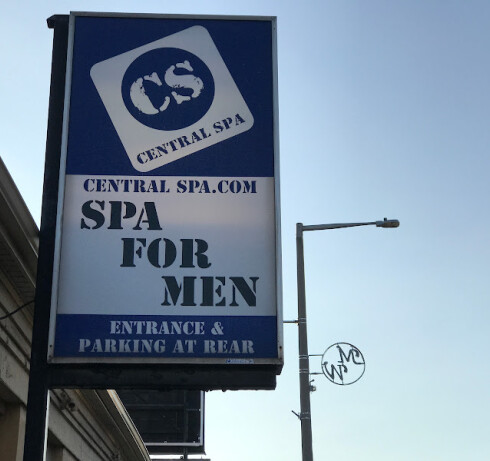 CS
CENTRAL SPA
CENTRAL SPA.COM
SPA
FOR
MEN
ENTRANCE &
PARKING AT REAR